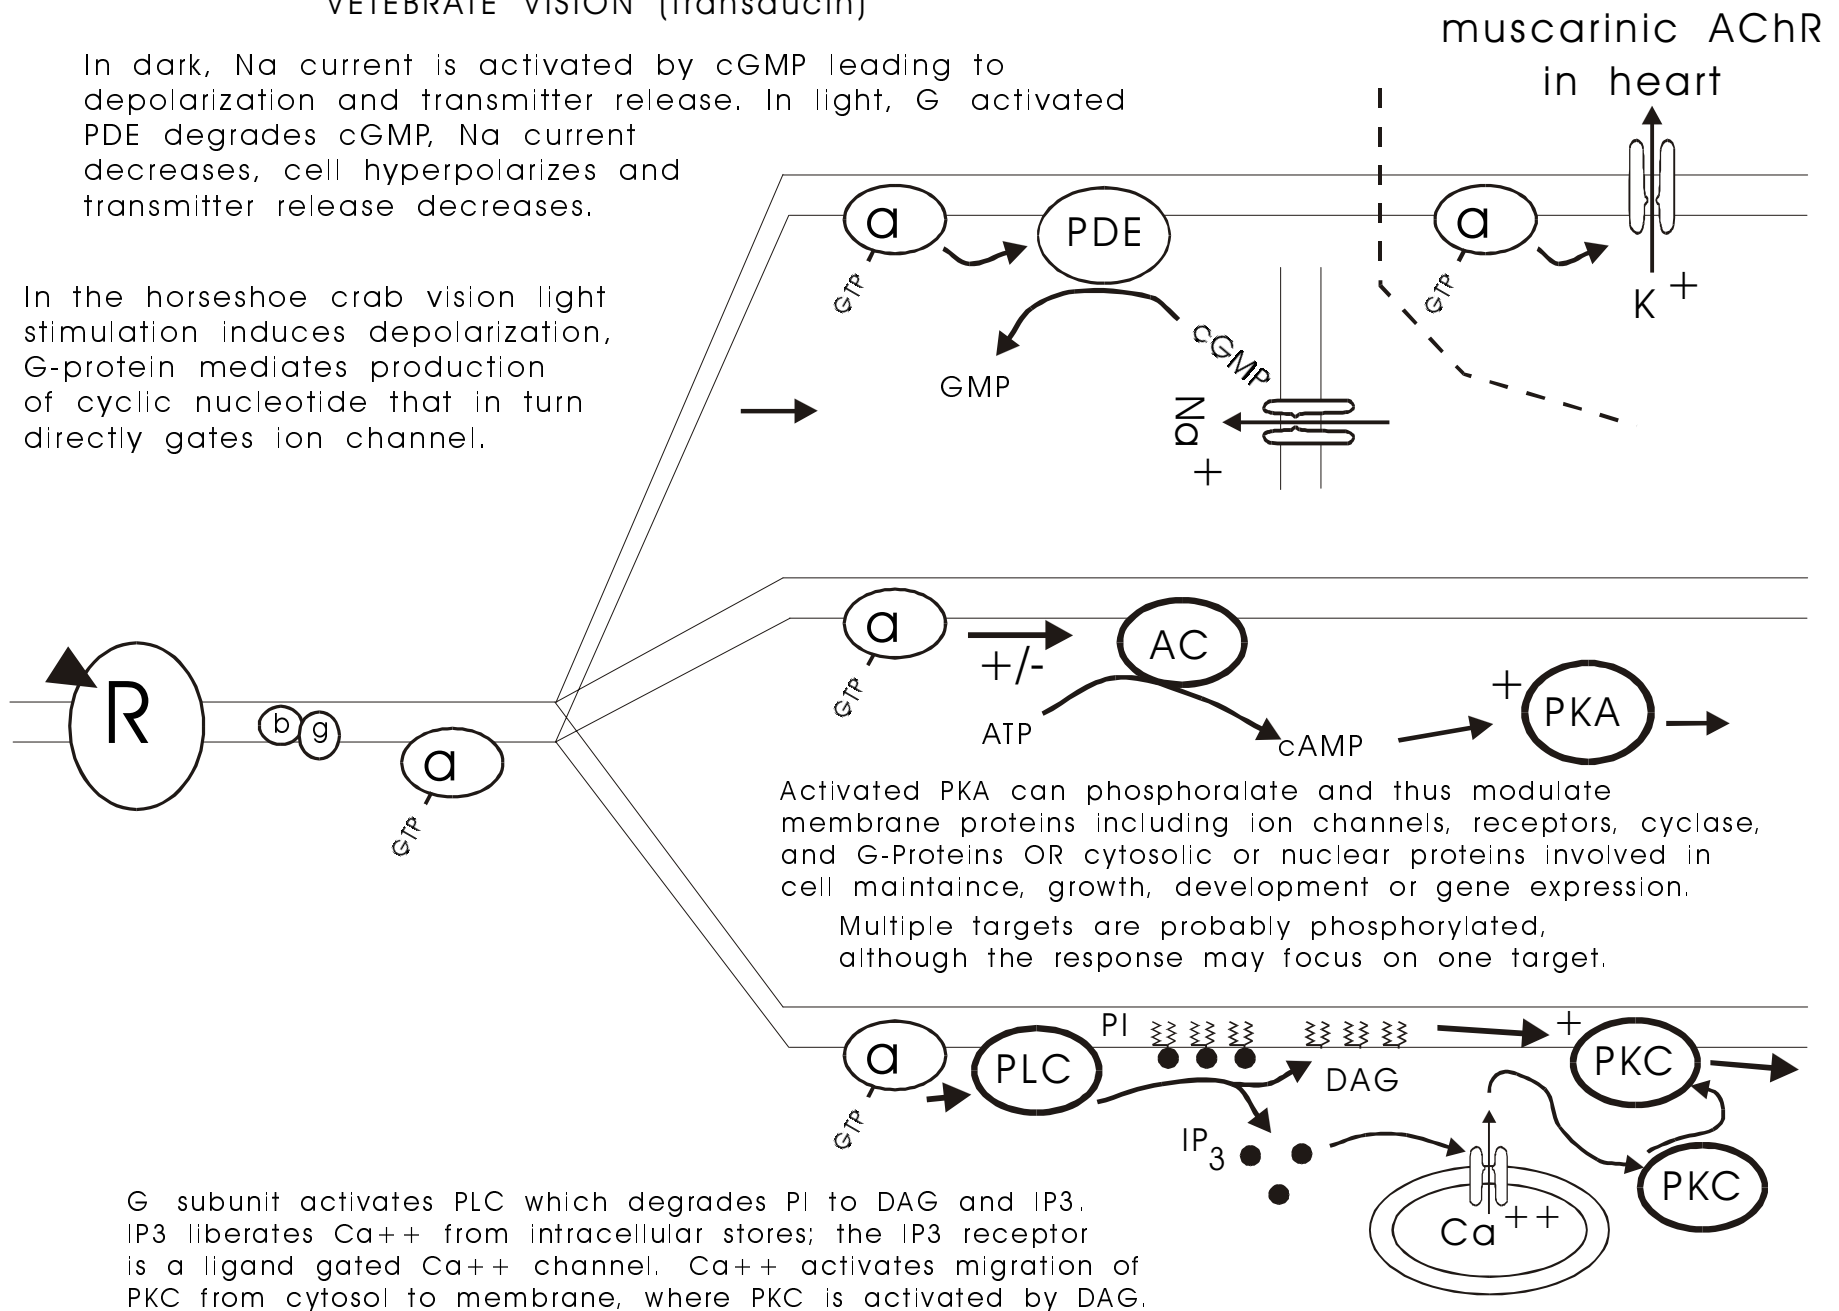 VETEBRATE VISION (Transducin)
In dark, Na current is activated by cGMP leading to
depolarization and transmitter release. In light, G activated
PDE degrades cGMP, Na current
decreases, cell hyperpolarizes and
transmitter release decreases.
muscarinic AChR
in heart
In the horseshoe crab vision light
stimulation induces depolarization,
G-protein mediates production
of cyclic nucleotide that in turn
directly gates ion channel.
a
GTP
PDE
GMP
cGMP
Na
+
a
GTP
K +
R
b
g
a
GTP
a
GTP
+/-
AC
ATP
cAMP
+
PKA
Activated PKA can phosphoralate and thus modulate
membrane proteins including ion channels, receptors, cyclase,
and G-Proteins OR cytosolic or nuclear proteins involved in
cell maintaince, growth, development or gene expression.
Multiple targets are probably phosphorylated,
although the response may focus on one target.
a
GTP
PLC
PI
DAG
+
PKC
IP3
Ca++
PKC
G subunit activates PLC which degrades PI to DAG and IP3.
IP3 liberates Ca++ from intracellular stores; the IP3 receptor
is a ligand gated Ca++ channel. Ca++ activates migration of
PKC from cytosol to membrane, where PKC is activated by DAG.